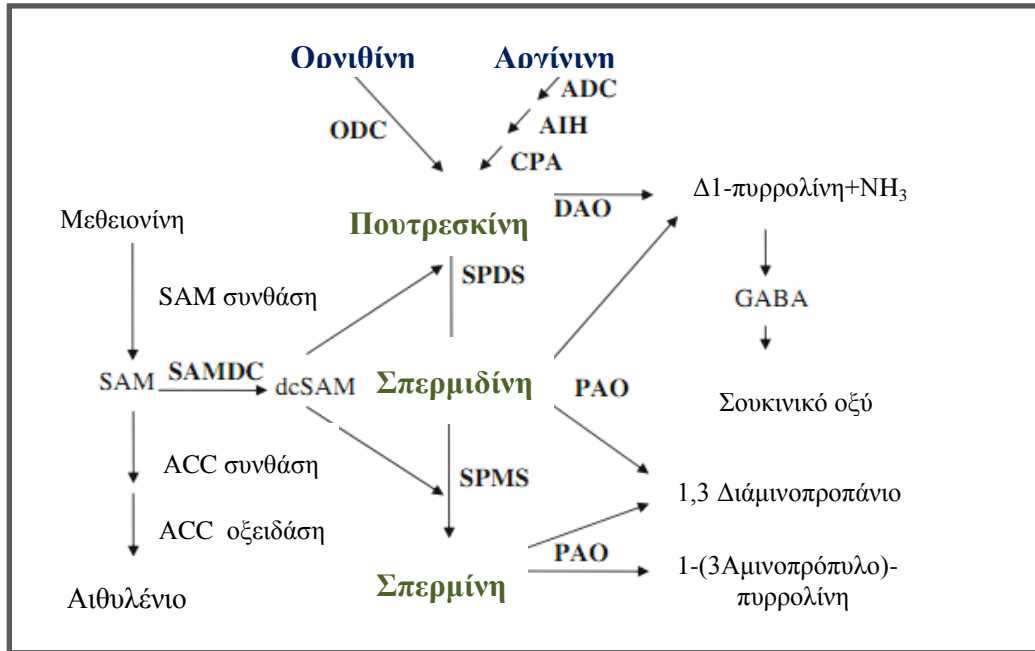 Ορνιθίνη Αργίνινη
ADC
ODC
AIH
CPA
Μεθειονίνη
Πουτρεσκίνη
DAO
Δ1-πυρρολίνη+NH₃
SPDS
SAM συνθάση
GABA
SAM
SAMDC
dcSAM
Σπερμιδίνη
PAO
Σουκινικό οξύ
ACC συνθάση
SPMS
1,3 Διάμινοπροπάνιο
ACC οξειδάση
PAO
Αιθυλένιο
Σπερμίνη
1-(3Αμινοπρόπυλο)-
πυρρολίνη